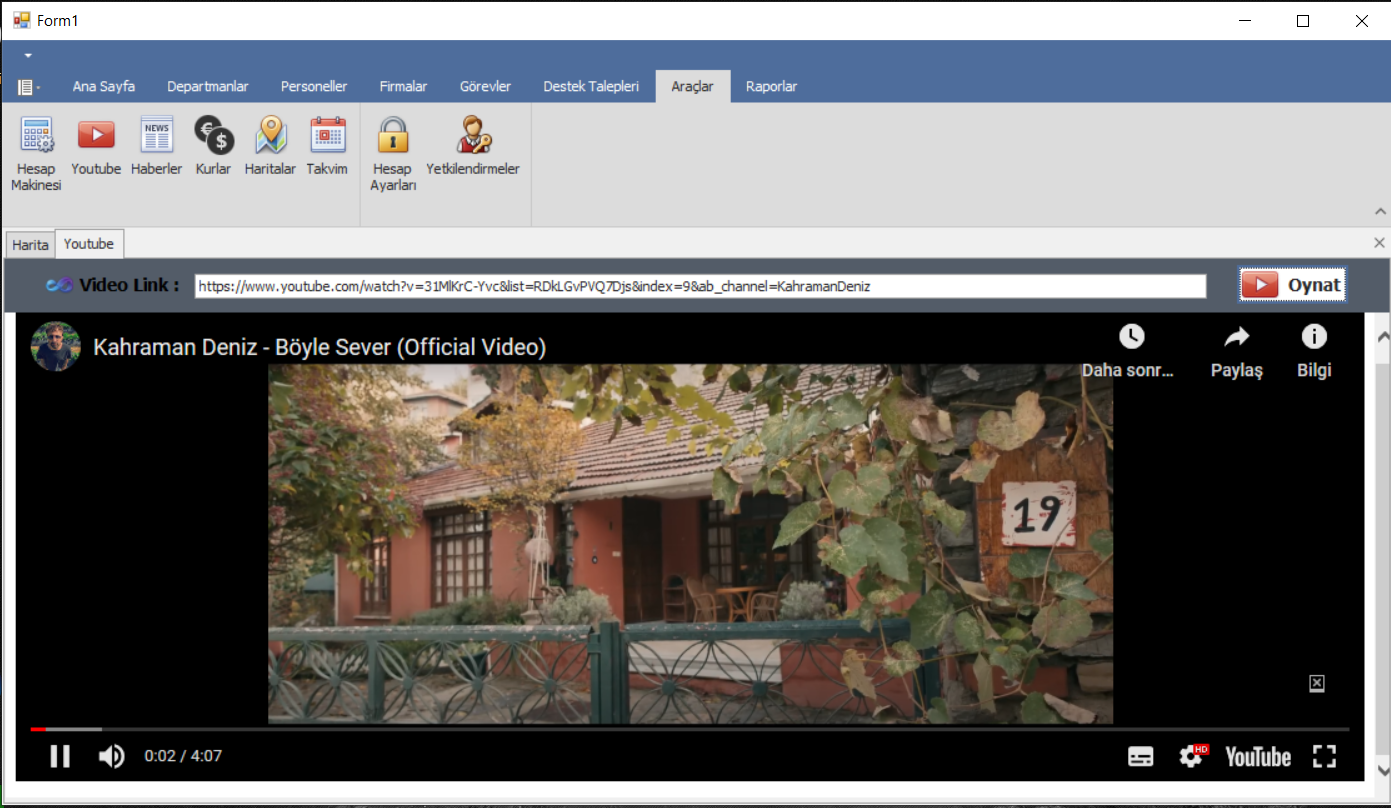 Form1
Ana Sayfa Departmanlar Personeller Firmalar Görevler Destek Talepleri Araçlar Raporlar
NEWS
Hesap Makinesi
Youtube
Haberler
Kurlar
Haritalar
Takvim
Hesap Ayarları
Yetkilendirmeler
Harita Youtube
Video Link : https://www.youtube.com/watch?v=31MlKrC-Yvc&list=RDkLGvPVQ7Djs&index=9&ab_channel=KahramanDeniz Oynat
Kahraman Deniz - Böyle Sever (Official Video)
Daha sonr... Paylaş Bilgi
19
0:02 / 4:07 HD YouTube